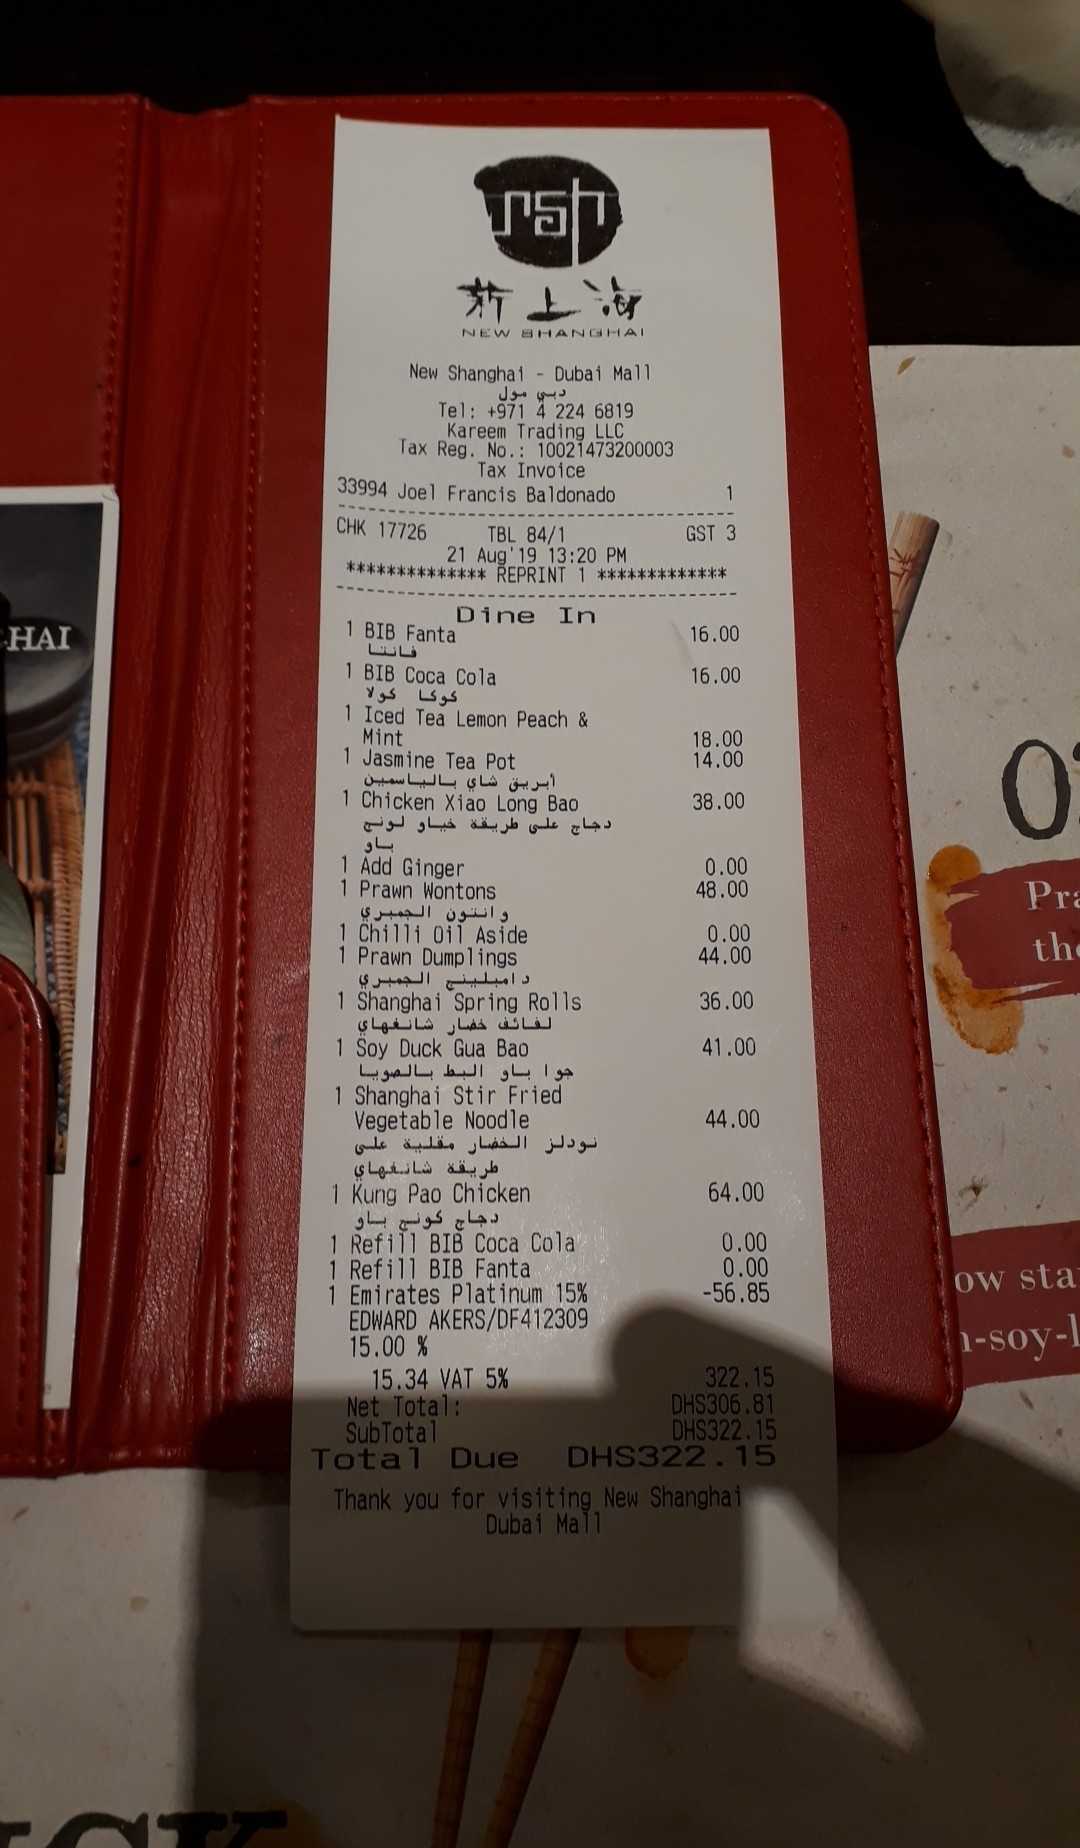 nsh
新上海
NEW SHANGHAI
New Shanghai - Dubai Mall
دبي مول
Tel: +971 4 224 6819
Kareem Trading LLC
Tax Reg. No.: 10021473200003
Tax Invoice
33994 Joel Francis Baldonado 1
CHK 17726 TBL 84/1 GST 3
21 Aug'19 13:20 PM
************** REPRINT 1 *************
Dine In
1 BIB Fanta 16.00
فانتا
1 BIB Coca Cola 16.00
كوكا كولا
1 Iced Tea Lemon Peach &
Mint 18.00
1 Jasmine Tea Pot 14.00
أبريق شاي بالياسمين
1 Chicken Xiao Long Bao 38.00
دجاج على طريقة خياو لونج
باو
1 Add Ginger 0.00
1 Prawn Wontons 48.00
وانتون الجمبري
1 Chilli Oil Aside 0.00
1 Prawn Dumplings 44.00
دامبلينج الجمبري
1 Shanghai Spring Rolls 36.00
لفائف خضار شانغهاي
1 Soy Duck Gua Bao 41.00
جوا باو البط بالصويا
1 Shanghai Stir Fried
Vegetable Noodle 44.00
نودلز الخضار مقلية على
طريقة شانغهاي
1 Kung Pao Chicken 64.00
دجاج كونج باو
1 Refill BIB Coca Cola 0.00
1 Refill BIB Fanta 0.00
1 Emirates Platinum 15% -56.85
EDWARD AKERS/DF412309
15.00 %
15.34 VAT 5% 322.15
Net Total: DHS306.81
SubTotal DHS322.15
Total Due DHS322.15
Thank you for visiting New Shanghai
Dubai Mall
HAI
Pra
the
ow sta
n-soy-